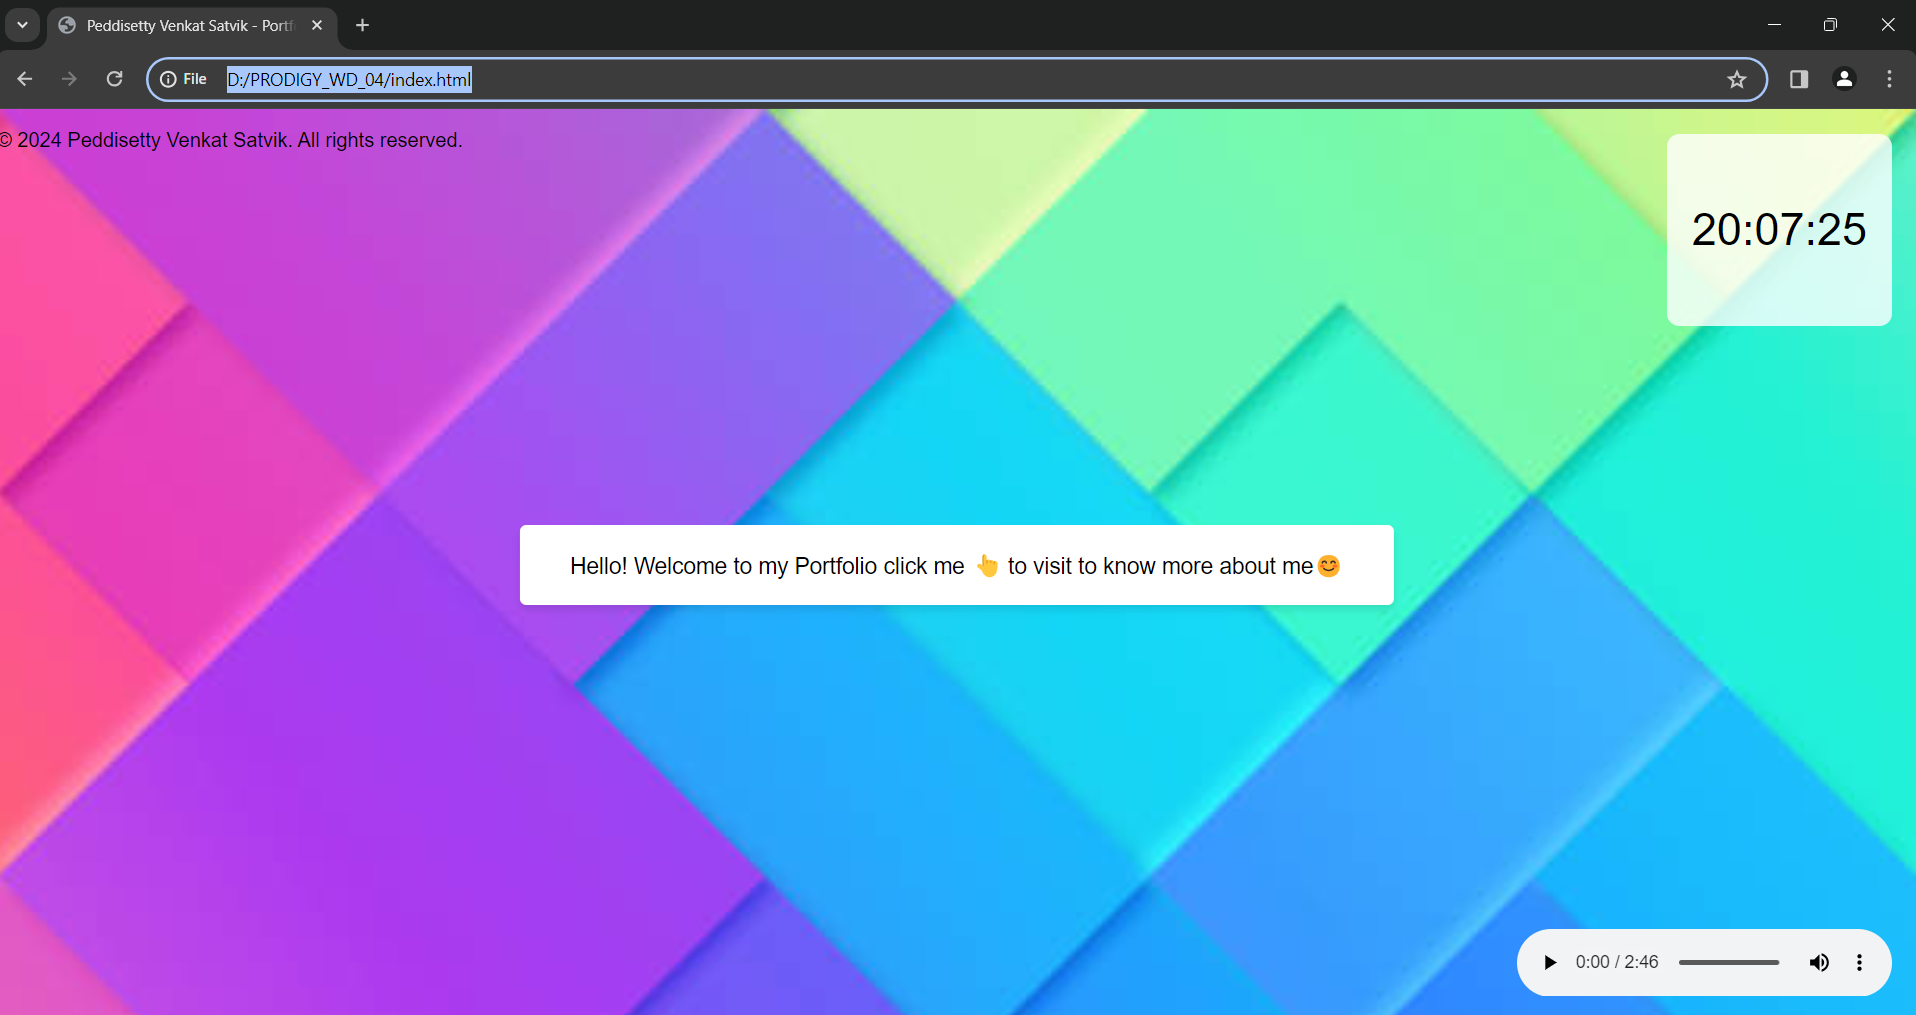 Peddisetty Venkat Satvik - Portf
File D:/PRODIGY_WD_04/index.html
© 2024 Peddisetty Venkat Satvik. All rights reserved.
20:07:25
Hello! Welcome to my Portfolio click me 👆 to visit to know more about me😊
0:00 / 2:46